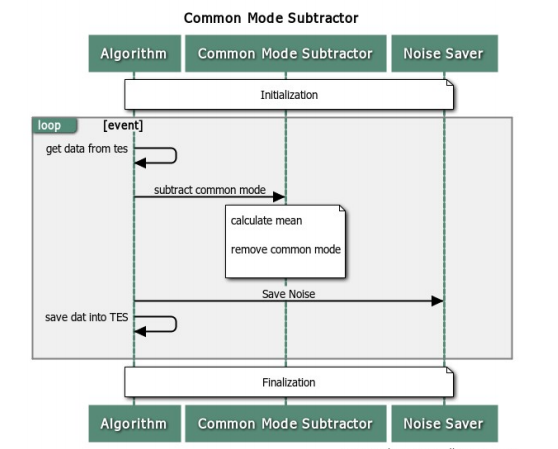 Common Mode Subtractor
Algorithm
Common Mode Subtractor
Noise Saver
Initialization
loop
[event]
get data from tes
subtract common mode
calculate mean
remove common mode
Save Noise
save dat into TES
Finalization
Algorithm
Common Mode Subtractor
Noise Saver